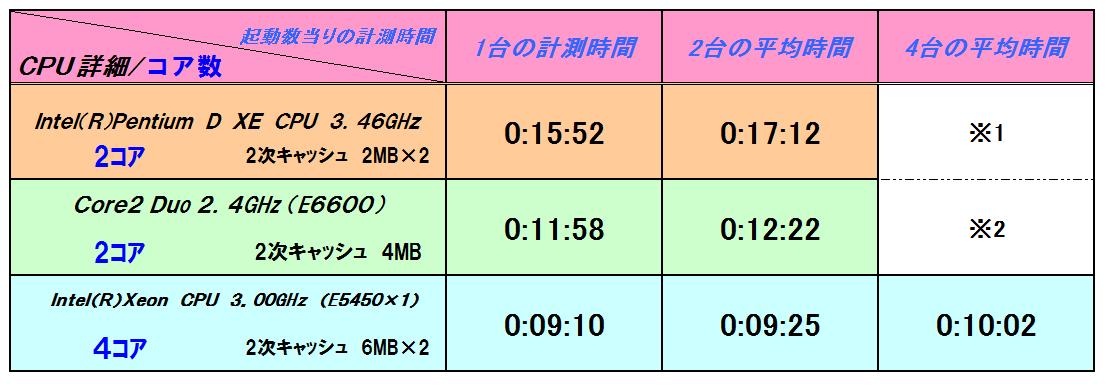 起動数当りの計測時間
CPU詳細/コア数
1台の計測時間
2台の平均時間
4台の平均時間
Intel(R)Pentium D XE CPU 3.46GHz
2コア 2次キャッシュ 2MB×2
0:15:52
0:17:12
※1
Core2 Duo 2.4GHz(E6600)
2コア 2次キャッシュ 4MB
0:11:58
0:12:22
※2
Intel(R)Xeon CPU 3.00GHz (E5450×1)
4コア 2次キャッシュ 6MB×2
0:09:10
0:09:25
0:10:02